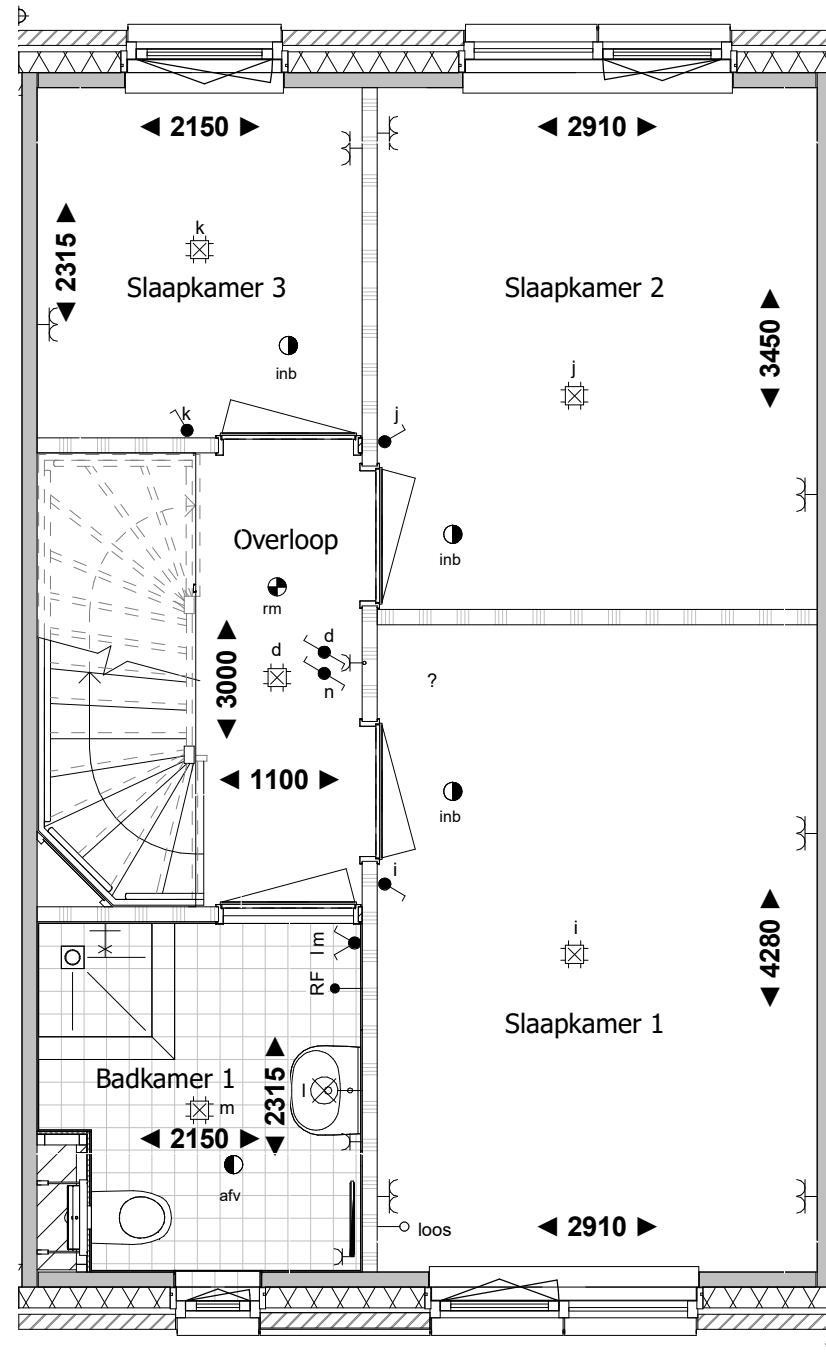 2150
2910
2315
k
Slaapkamer 3
Slaapkamer 2
3450
inb
j
k
j
Overloop
inb
rm
d
d
n
3000
?
1100
inb
i
l m
RF
i
4280
Slaapkamer 1
Badkamer 1
m
l
2315
2150
afv
loos
2910